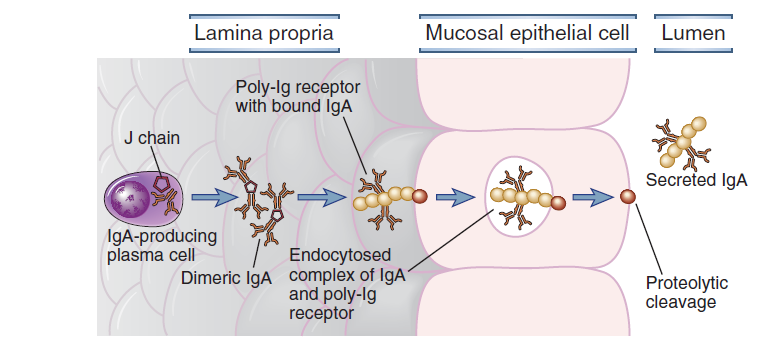 Lamina propria
Mucosal epithelial cell
Lumen
Poly-Ig receptor
with bound IgA
J chain
Secreted IgA
IgA-producing
plasma cell
Dimeric IgA
Endocytosed
complex of IgA
and poly-Ig
receptor
Proteolytic
cleavage